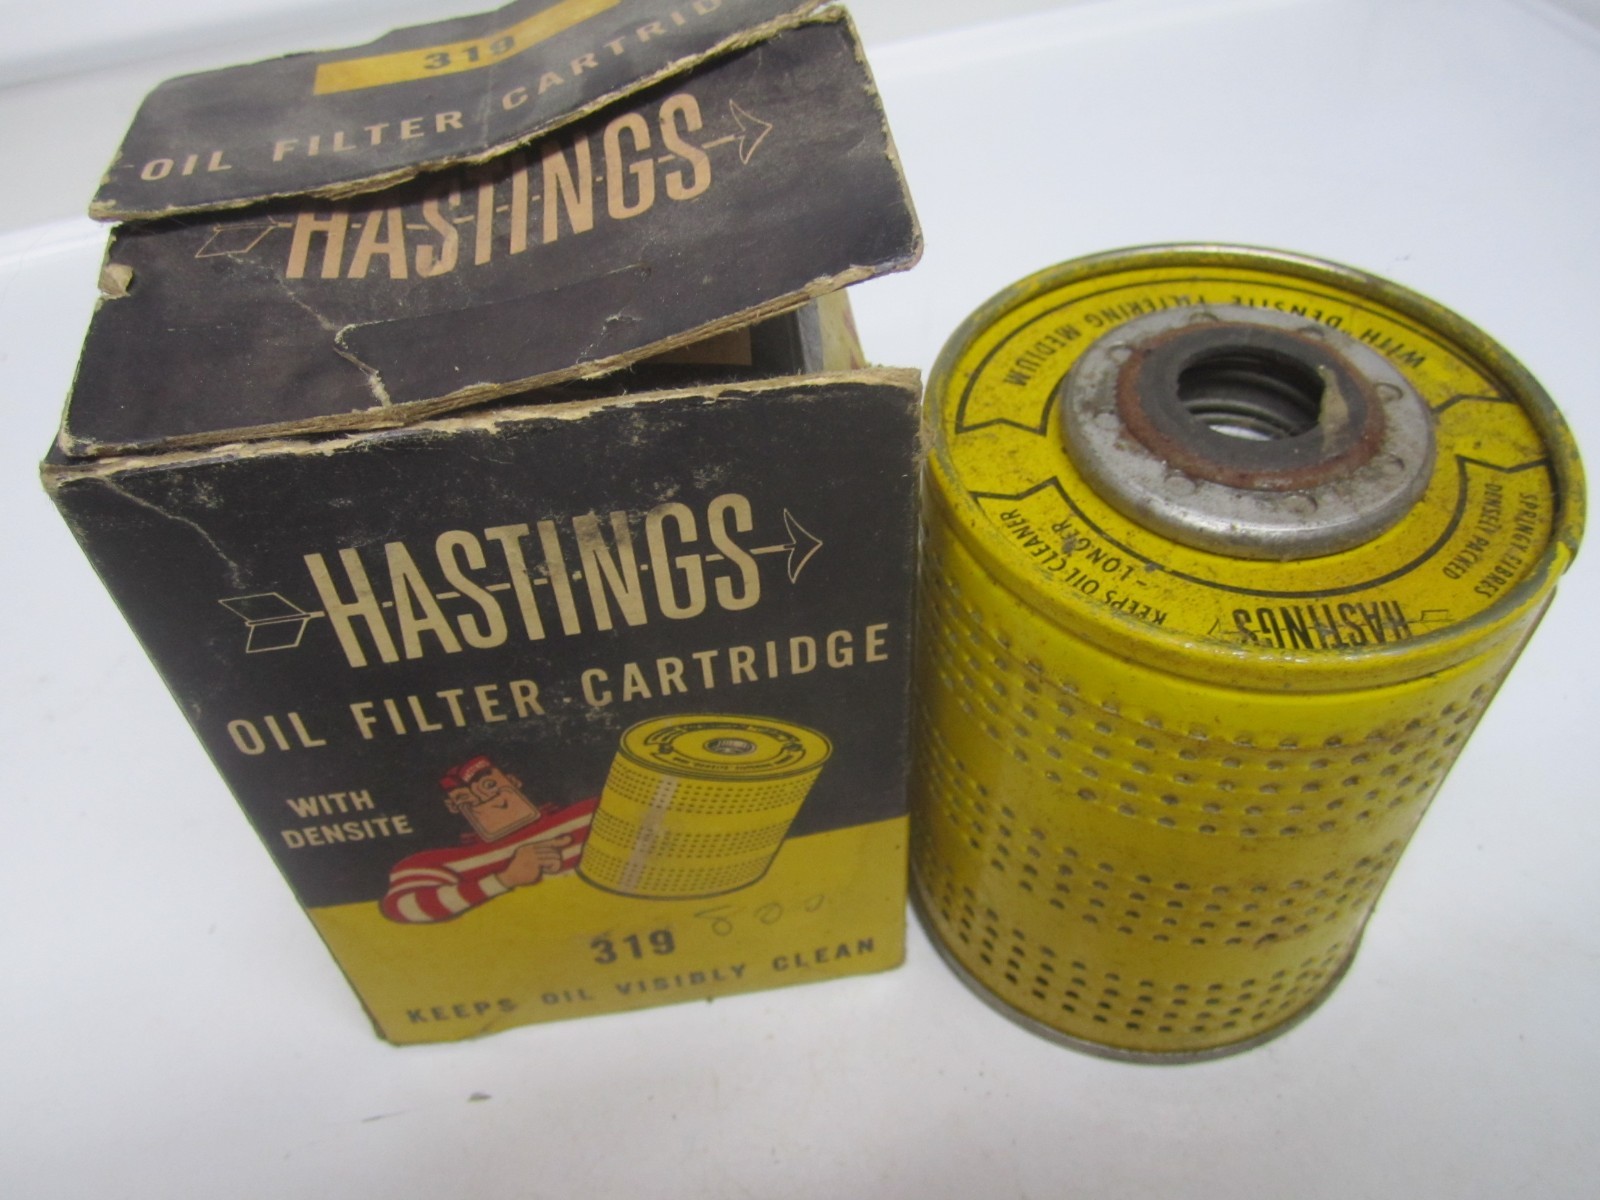 319
OIL FILTER CARTRID
HASTINGS
HASTINGS
OIL FILTER CARTRIDGE
WITH
DENSITE
319
KEEPS OIL VISIBLY CLEAN
WITH DENSITE FILTERING MEDIUM
SPRINGY FIBRES
DENSELY PACKED
HASTINGS
KEEPS OIL CLEANER
- LONGER